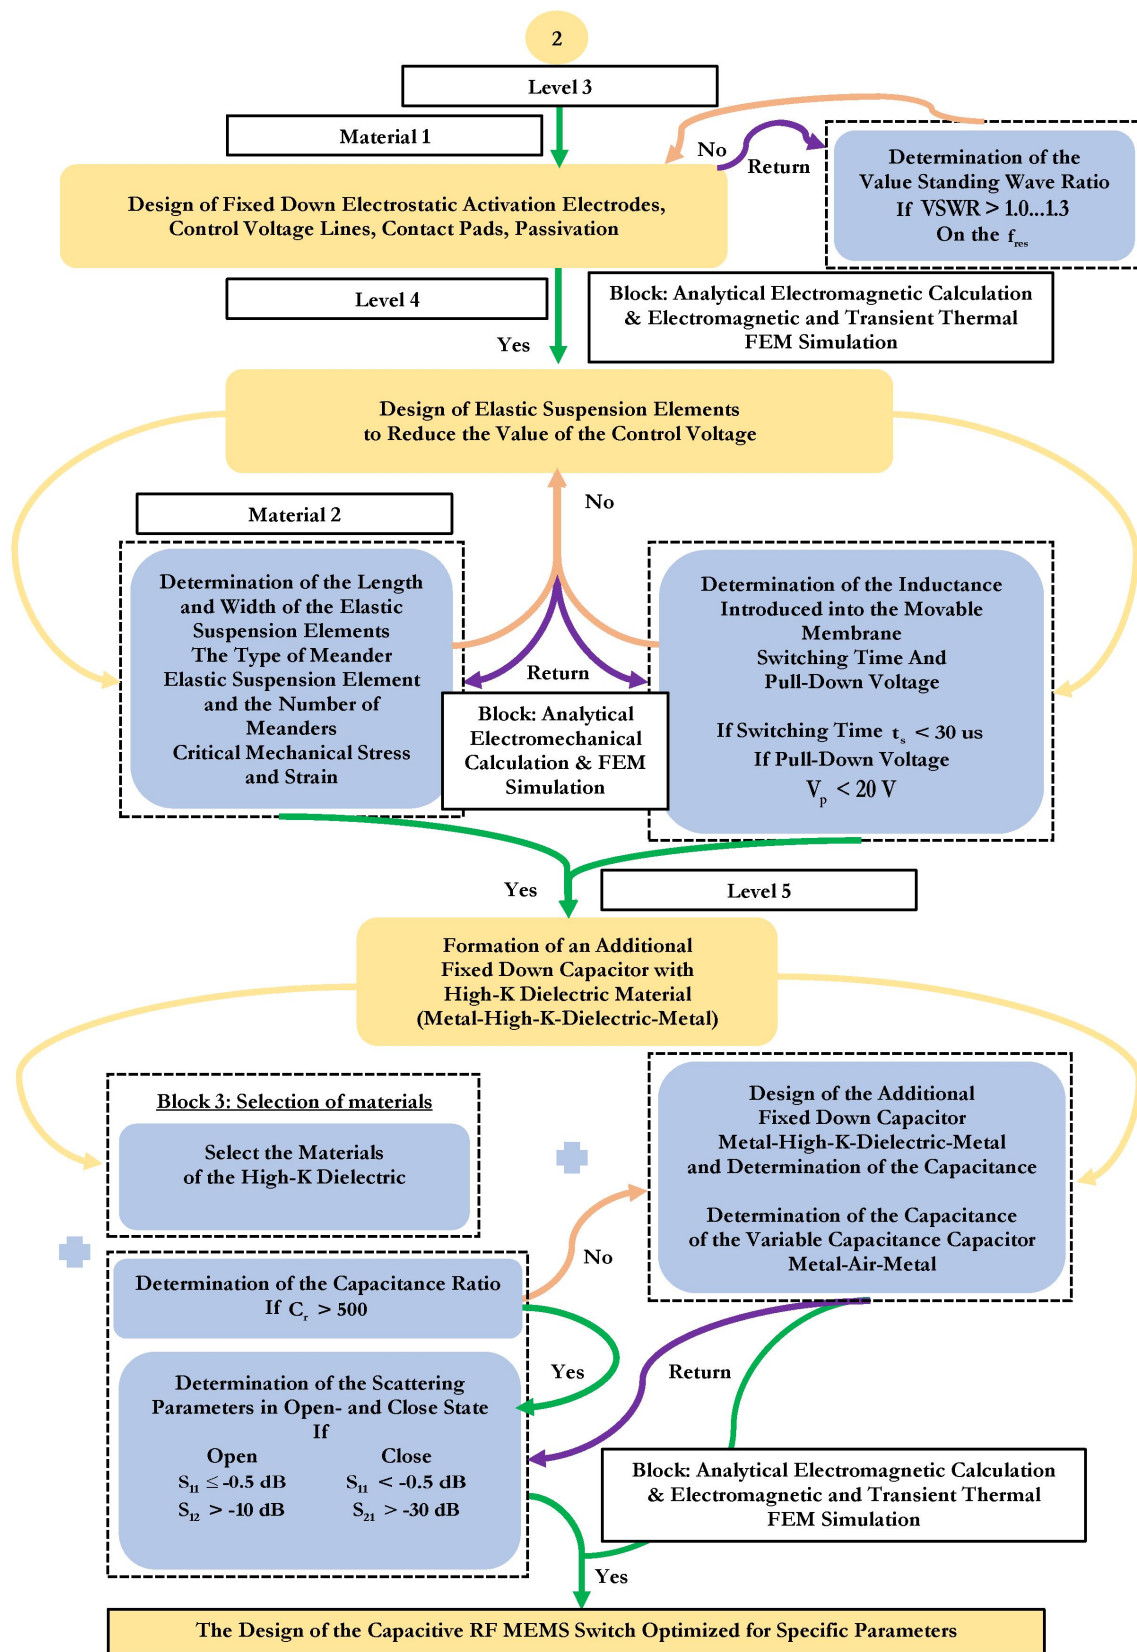 2
Level 3
Material 1
No
Return
Determination of the
Value Standing Wave Ratio
If VSWR > 1.0...1.3
On the f_res
Design of Fixed Down Electrostatic Activation Electrodes,
Control Voltage Lines, Contact Pads, Passivation
Level 4
Yes
Block: Analytical Electromagnetic Calculation
& Electromagnetic and Transient Thermal
FEM Simulation
Design of Elastic Suspension Elements
to Reduce the Value of the Control Voltage
No
Material 2
Determination of the Length
and Width of the Elastic
Suspension Elements
The Type of Meander
Elastic Suspension Element
and the Number of
Meanders
Critical Mechanical Stress
and Strain
Return
Block: Analytical
Electromechanical
Calculation & FEM
Simulation
Determination of the Inductance
Introduced into the Movable
Membrane
Switching Time And
Pull-Down Voltage
If Switching Time t_s < 30 us
If Pull-Down Voltage
V_p < 20 V
Yes
Level 5
Formation of an Additional
Fixed Down Capacitor with
High-K Dielectric Material
(Metal-High-K-Dielectric-Metal)
Block 3: Selection of materials
Select the Materials
of the High-K Dielectric
Design of the Additional
Fixed Down Capacitor
Metal-High-K-Dielectric-Metal
and Determination of the Capacitance
Determination of the Capacitance
of the Variable Capacitance Capacitor
Metal-Air-Metal
No
Determination of the Capacitance Ratio
If C_r > 500
Yes
Return
Determination of the Scattering
Parameters in Open- and Close State
If
Open Close
S_11 ≤ -0.5 dB S_11 < -0.5 dB
S_12 > -10 dB S_21 > -30 dB
Block: Analytical Electromagnetic Calculation
& Electromagnetic and Transient Thermal
FEM Simulation
Yes
The Design of the Capacitive RF MEMS Switch Optimized for Specific Parameters